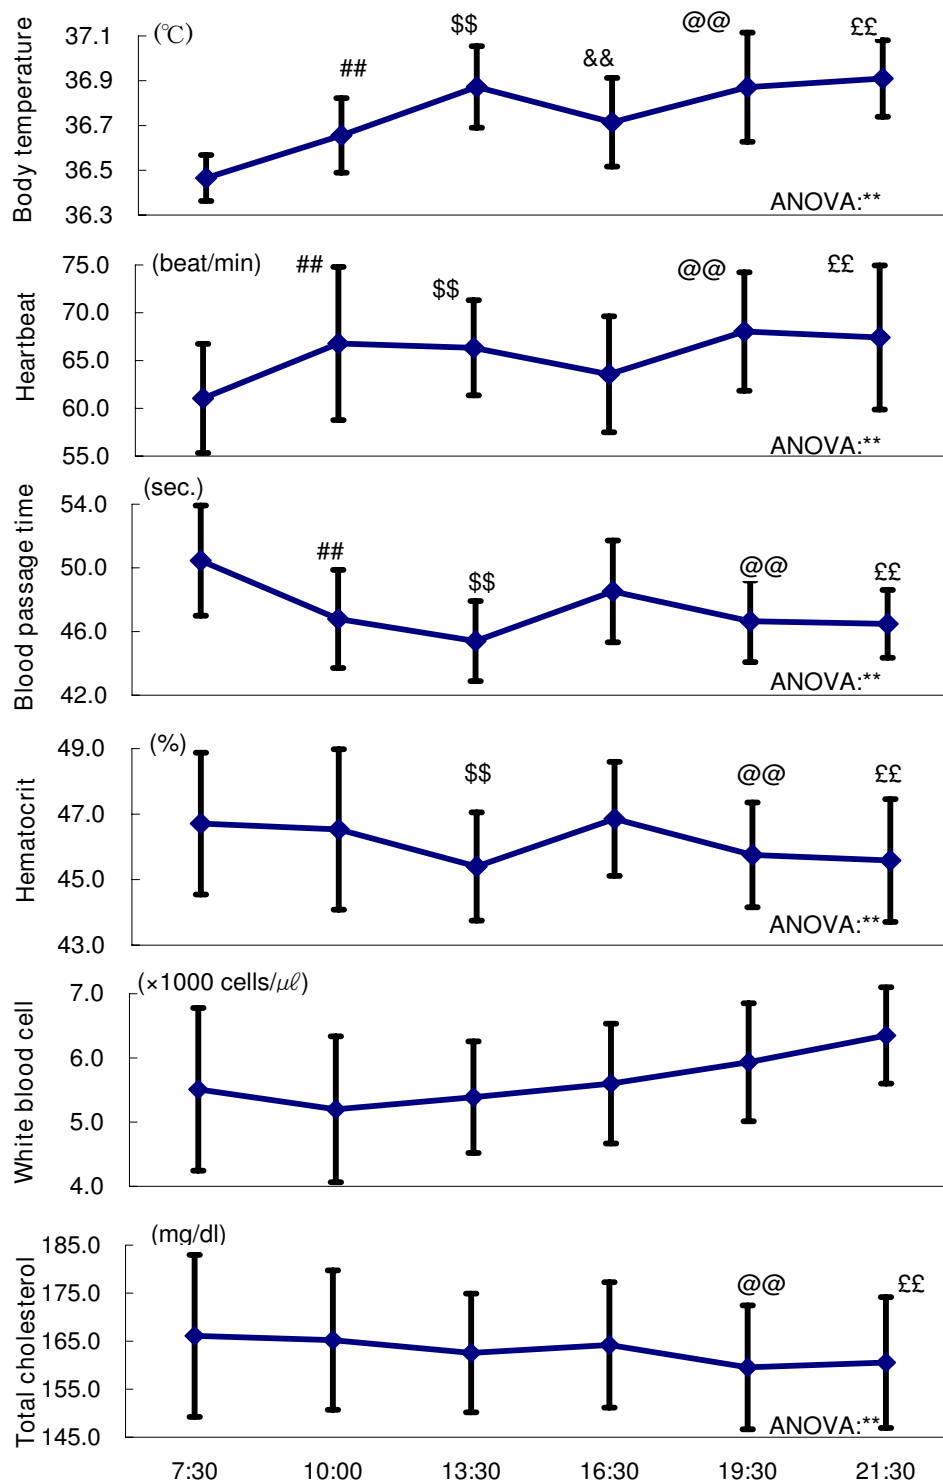 Body temperature
(℃)
37.1
36.9
36.7
36.5
36.3
##
$$
&&
@@
££
ANOVA:**
Heartbeat
(beat/min)
75.0
70.0
65.0
60.0
55.0
##
$$
@@
££
ANOVA:**
Blood passage time
(sec.)
54.0
50.0
46.0
42.0
##
$$
@@
££
ANOVA:**
Hematocrit
(%)
49.0
47.0
45.0
43.0
$$
@@
££
ANOVA:**
White blood cell
(×1000 cells/μℓ)
7.0
6.0
5.0
4.0
Total cholesterol
(mg/dl)
185.0
175.0
165.0
155.0
145.0
@@
££
ANOVA:**
7:30 10:00 13:30 16:30 19:30 21:30